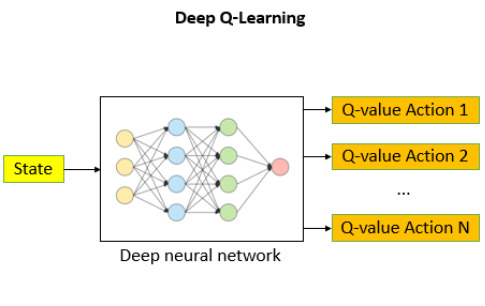 Deep Q-Learning
Q-value Action 1
State
Q-value Action 2
...
Q-value Action N
Deep neural network